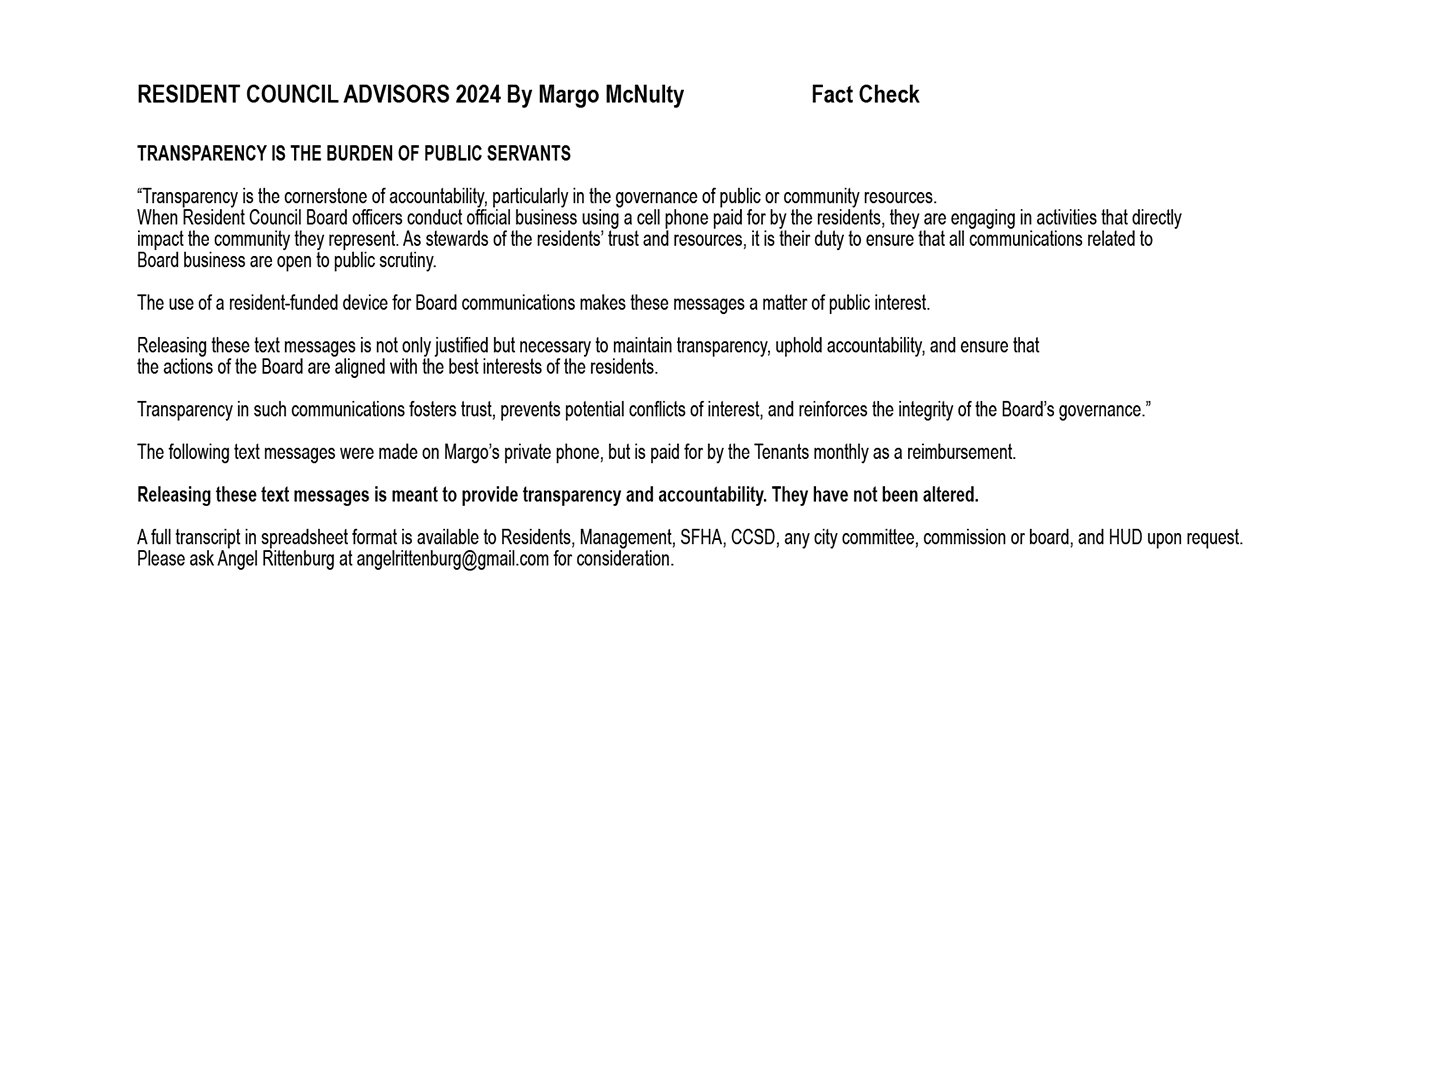 RESIDENT COUNCIL ADVISORS 2024 By Margo McNulty Fact Check
TRANSPARENCY IS THE BURDEN OF PUBLIC SERVANTS
“Transparency is the cornerstone of accountability, particularly in the governance of public or community resources.
When Resident Council Board officers conduct official business using a cell phone paid for by the residents, they are engaging in activities that directly
impact the community they represent. As stewards of the residents’ trust and resources, it is their duty to ensure that all communications related to
Board business are open to public scrutiny.
The use of a resident-funded device for Board communications makes these messages a matter of public interest.
Releasing these text messages is not only justified but necessary to maintain transparency, uphold accountability, and ensure that
the actions of the Board are aligned with the best interests of the residents.
Transparency in such communications fosters trust, prevents potential conflicts of interest, and reinforces the integrity of the Board’s governance.”
The following text messages were made on Margo’s private phone, but is paid for by the Tenants monthly as a reimbursement.
Releasing these text messages is meant to provide transparency and accountability. They have not been altered.
A full transcript in spreadsheet format is available to Residents, Management, SFHA, CCSD, any city committee, commission or board, and HUD upon request.
Please ask Angel Rittenburg at angelrittenburg@gmail.com for consideration.